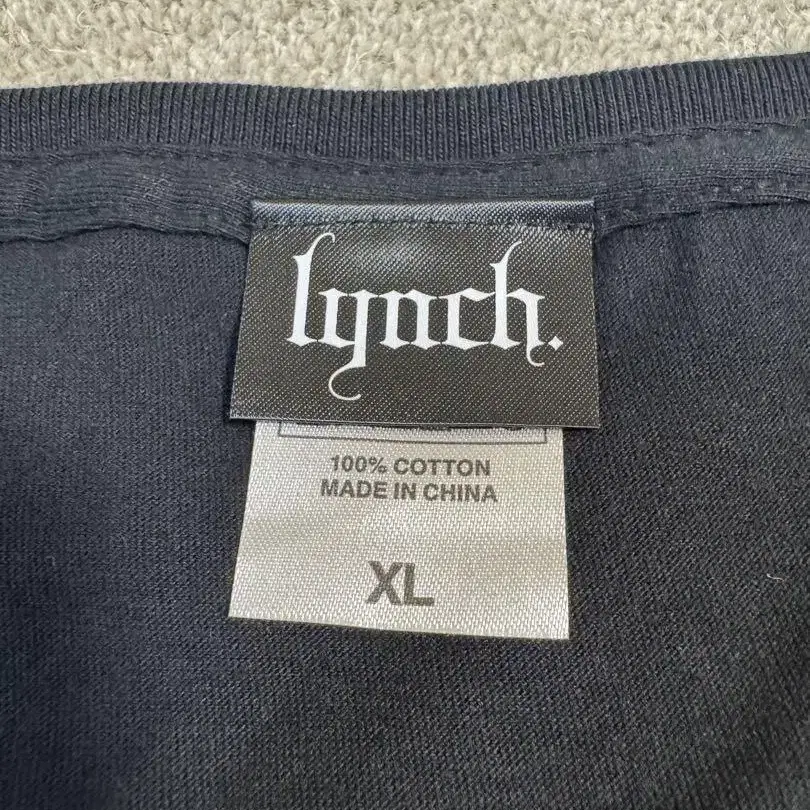 lynch.
100% COTTON
MADE IN CHINA
XL